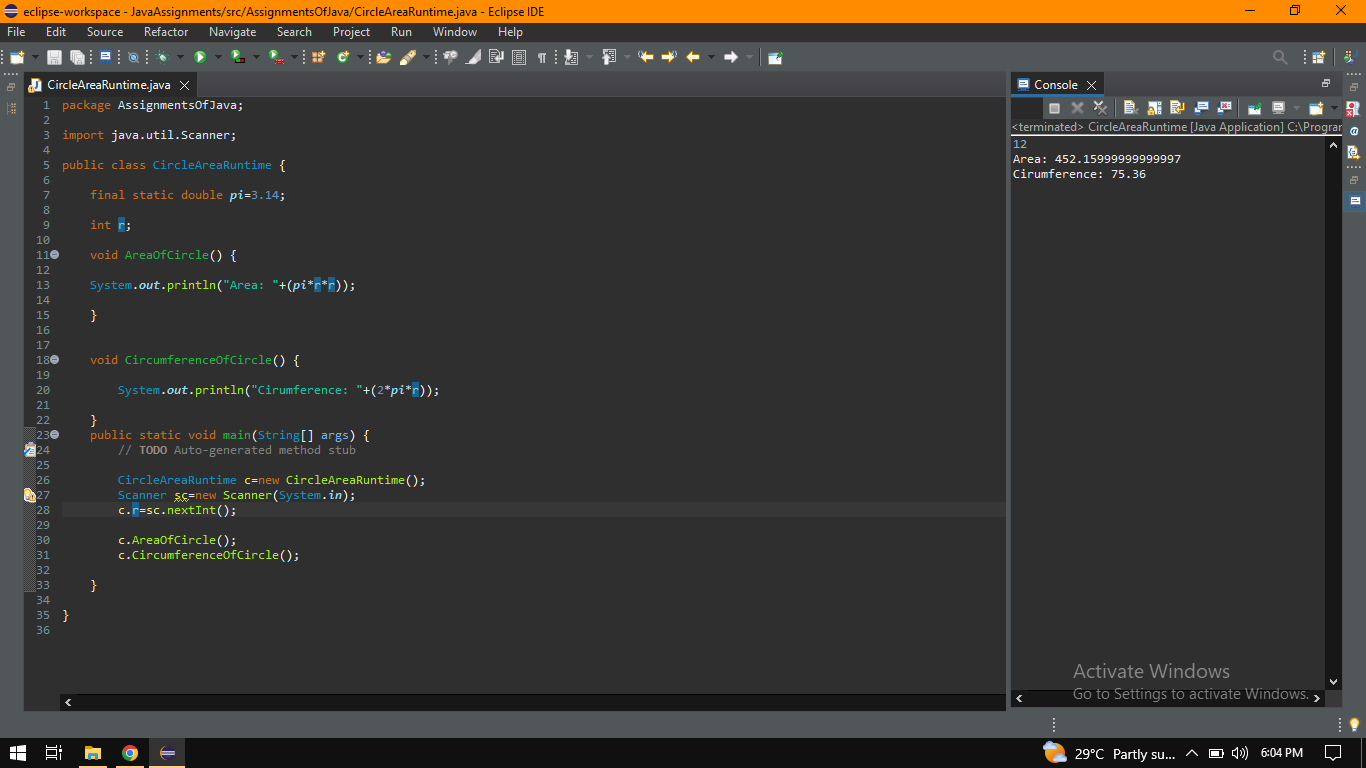 eclipse-workspace - JavaAssignments/src/AssignmentsOfJava/CircleAreaRuntime.java - Eclipse IDE
File Edit Source Refactor Navigate Search Project Run Window Help
CircleAreaRuntime.java
1 package AssignmentsOfJava;
2
3 import java.util.Scanner;
4
5 public class CircleAreaRuntime {
6
7 final static double pi=3.14;
8
9 int r;
10
11 void AreaOfCircle() {
12
13 System.out.println("Area: "+(pi*r*r));
14
15 }
16
17
18 void CircumferenceOfCircle() {
19
20 System.out.println("Cirumference: "+(2*pi*r));
21
22 }
23 public static void main(String[] args) {
24 // TODO Auto-generated method stub
25
26 CircleAreaRuntime c=new CircleAreaRuntime();
27 Scanner sc=new Scanner(System.in);
28 c.r=sc.nextInt();
29
30 c.AreaOfCircle();
31 c.CircumferenceOfCircle();
32
33 }
34
35 }
36
Console
<terminated> CircleAreaRuntime [Java Application] C:\Prograr
12
Area: 452.15999999999997
Cirumference: 75.36
Activate Windows
Go to Settings to activate Windows.
29°C Partly su... 6:04 PM